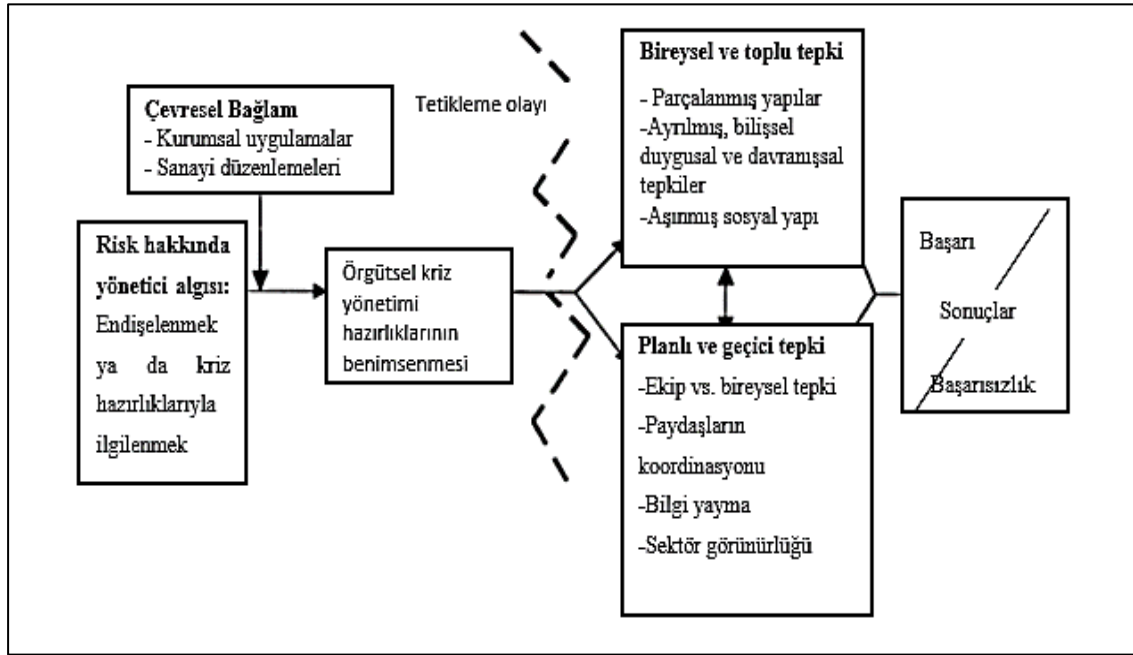 Çevresel Bağlam
- Kurumsal uygulamalar
- Sanayi düzenlemeleri
Risk hakkında
yönetici algısı:
Endişelenmek
ya da kriz
hazırlıklarıyla
ilgilenmek
Örgütsel kriz
yönetimi
hazırlıklarının
benimsenmesi
Tetikleme olayı
Bireysel ve toplu tepki
- Parçalanmış yapılar
-Ayrılmış, bilişsel
duygusal ve davranışsal
tepkiler
-Aşınmış sosyal yapı
Planlı ve geçici tepki
-Ekip vs. bireysel tepki
-Paydaşların
koordinasyonu
-Bilgi yayma
-Sektör görünürlüğü
Başarı
Sonuçlar
Başarısızlık